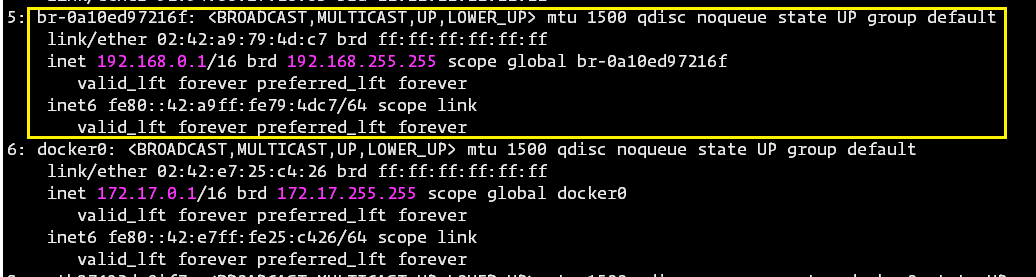 5: br-0a10ed97216f: <BROADCAST,MULTICAST,UP,LOWER_UP> mtu 1500 qdisc noqueue state UP group default
link/ether 02:42:a9:79:4d:c7 brd ff:ff:ff:ff:ff:ff
inet 192.168.0.1/16 brd 192.168.255.255 scope global br-0a10ed97216f
valid_lft forever preferred_lft forever
inet6 fe80::42:a9ff:fe79:4dc7/64 scope link
valid_lft forever preferred_lft forever
6: docker0: <BROADCAST,MULTICAST,UP,LOWER_UP> mtu 1500 qdisc noqueue state UP group default
link/ether 02:42:e7:25:c4:26 brd ff:ff:ff:ff:ff:ff
inet 172.17.0.1/16 brd 172.17.255.255 scope global docker0
valid_lft forever preferred_lft forever
inet6 fe80::42:e7ff:fe25:c426/64 scope link
valid_lft forever preferred_lft forever